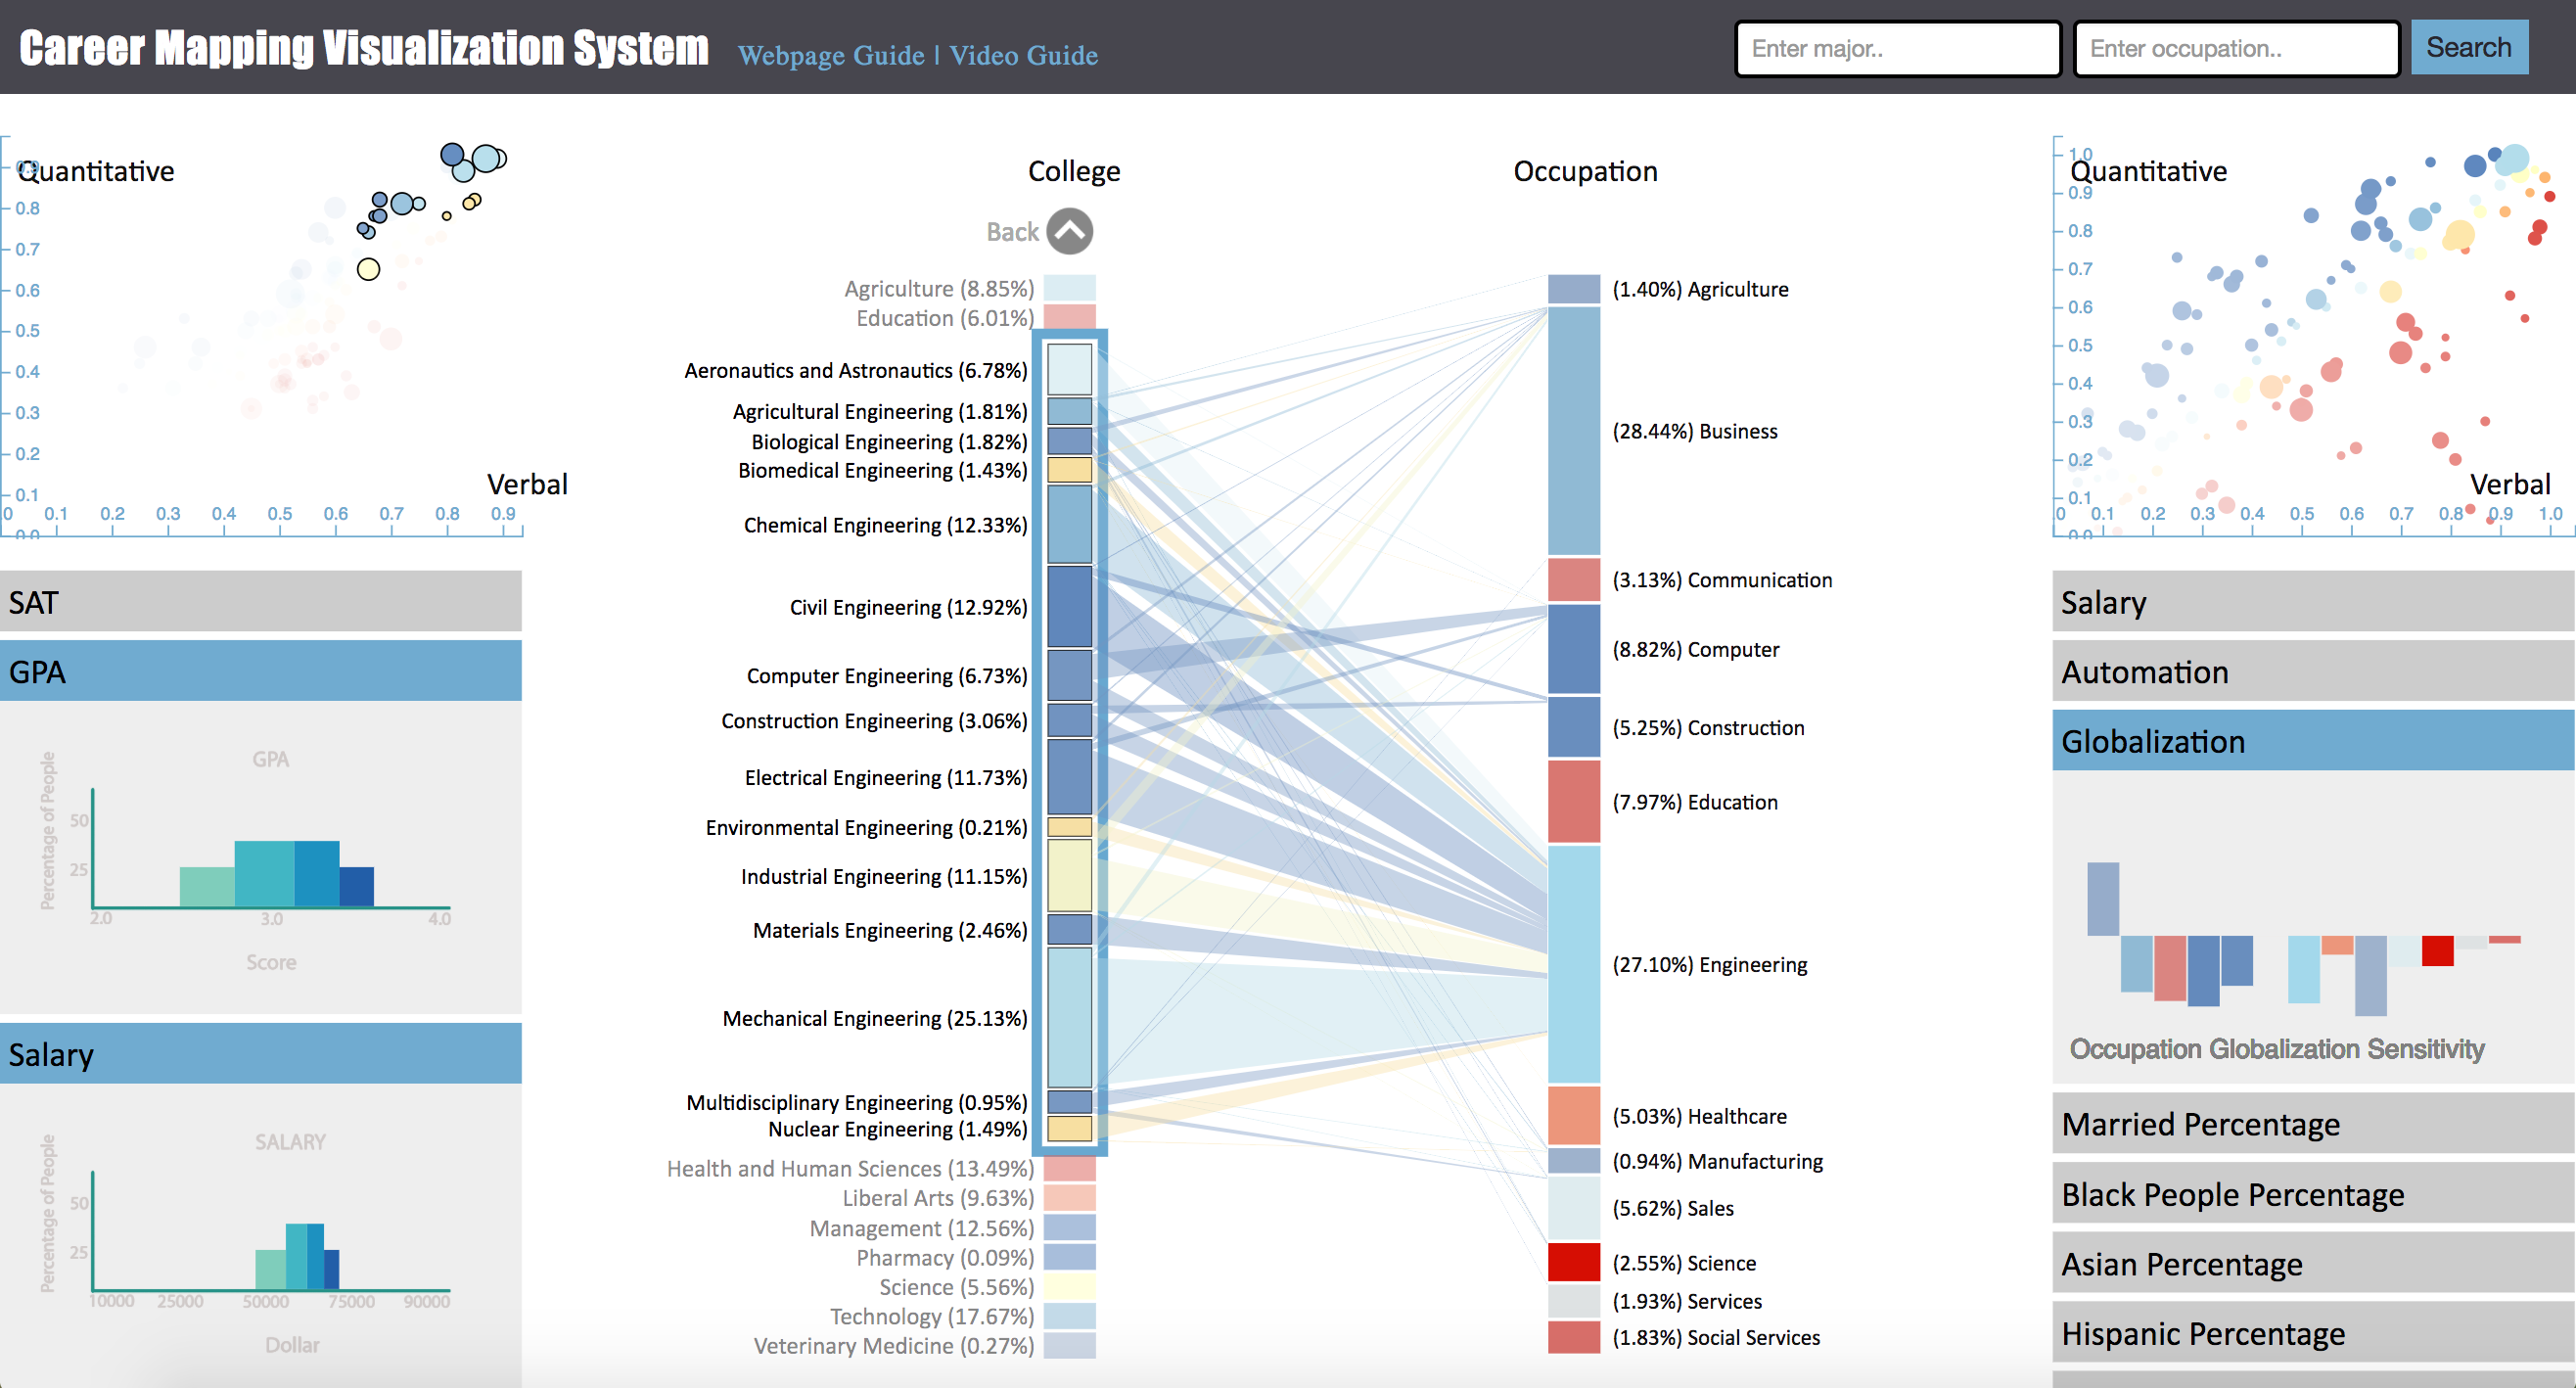 Career Mapping Visualization System
Webpage Guide | Video Guide
Enter major..
Enter occupation..
Search
Quantitative
0.9
0.8
0.7
0.6
0.5
0.4
0.3
0.2
0.1
0.0
Verbal
0 0.1 0.2 0.3 0.4 0.5 0.6 0.7 0.8 0.9
SAT
GPA
GPA
Percentage of People
50
25
2.0 3.0 4.0
Score
Salary
SALARY
Percentage of People
50
25
10000 25000 50000 75000 90000
Dollar
College
Back
Agriculture (8.85%)
Education (6.01%)
Aeronautics and Astronautics (6.78%)
Agricultural Engineering (1.81%)
Biological Engineering (1.82%)
Biomedical Engineering (1.43%)
Chemical Engineering (12.33%)
Civil Engineering (12.92%)
Computer Engineering (6.73%)
Construction Engineering (3.06%)
Electrical Engineering (11.73%)
Environmental Engineering (0.21%)
Industrial Engineering (11.15%)
Materials Engineering (2.46%)
Mechanical Engineering (25.13%)
Multidisciplinary Engineering (0.95%)
Nuclear Engineering (1.49%)
Health and Human Sciences (13.49%)
Liberal Arts (9.63%)
Management (12.56%)
Pharmacy (0.09%)
Science (5.56%)
Technology (17.67%)
Veterinary Medicine (0.27%)
Occupation
(1.40%) Agriculture
(28.44%) Business
(3.13%) Communication
(8.82%) Computer
(5.25%) Construction
(7.97%) Education
(27.10%) Engineering
(5.03%) Healthcare
(0.94%) Manufacturing
(5.62%) Sales
(2.55%) Science
(1.93%) Services
(1.83%) Social Services
1.0
Quantitative
0.9
0.8
0.7
0.6
0.5
0.4
0.3
0.2
0.1
0.0
Verbal
0 0.1 0.2 0.3 0.4 0.5 0.6 0.7 0.8 0.9 1.0
Salary
Automation
Globalization
Occupation Globalization Sensitivity
Married Percentage
Black People Percentage
Asian Percentage
Hispanic Percentage